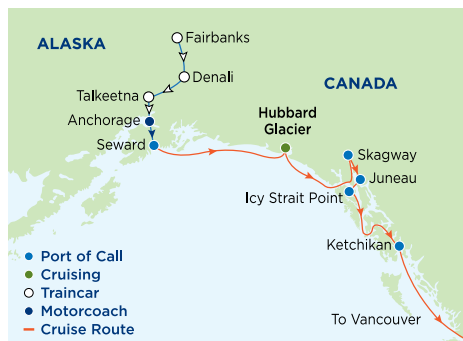 ALASKA
Fairbanks
Denali
CANADA
Talkeetna
Anchorage
Hubbard
Glacier
Seward
Skagway
Juneau
Icy Strait Point
Ketchikan
Port of Call
Cruising
Traincar
Motorcoach
Cruise Route
To Vancouver